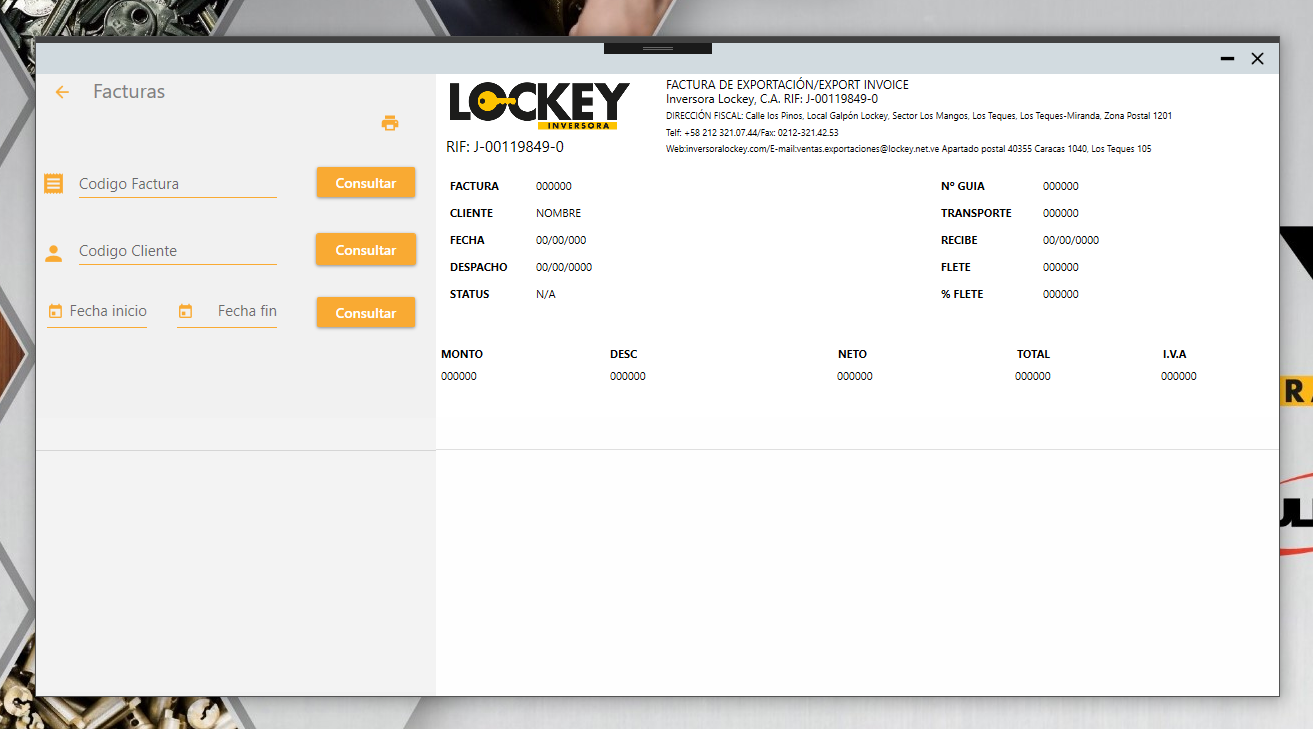 Facturas
Codigo Factura Consultar
Codigo Cliente Consultar
Fecha inicio Fecha fin Consultar
LOCKEY
INVERSORA
RIF: J-00119849-0
FACTURA DE EXPORTACIÓN/EXPORT INVOICE
Inversora Lockey, C.A. RIF: J-00119849-0
DIRECCIÓN FISCAL: Calle los Pinos, Local Galpón Lockey, Sector Los Mangos, Los Teques, Los Teques-Miranda, Zona Postal 1201
Telf: +58 212 321.07.44/Fax: 0212-321.42.53
Web:inversoralockey.com/E-mail:ventas.exportaciones@lockey.net.ve Apartado postal 40355 Caracas 1040, Los Teques 105
FACTURA 000000 Nº GUIA 000000
CLIENTE NOMBRE TRANSPORTE 000000
FECHA 00/00/000 RECIBE 00/00/0000
DESPACHO 00/00/0000 FLETE 000000
STATUS N/A % FLETE 000000
MONTO DESC NETO TOTAL I.V.A
000000 000000 000000 000000 000000